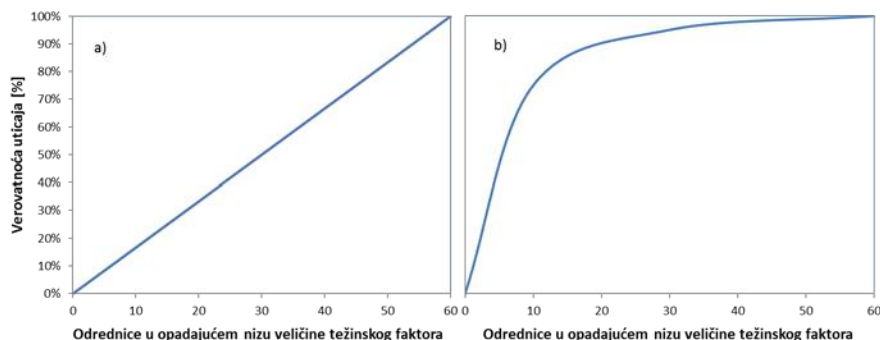 100%
90%
80%
70%
60%
50%
40%
30%
20%
10%
0%
Verovatnoća uticaja [%]
a)
0 10 20 30 40 50 60
Odrednice u opadajućem nizu veličine težinskog faktora
b)
0 10 20 30 40 50 60
Odrednice u opadajućem nizu veličine težinskog faktora